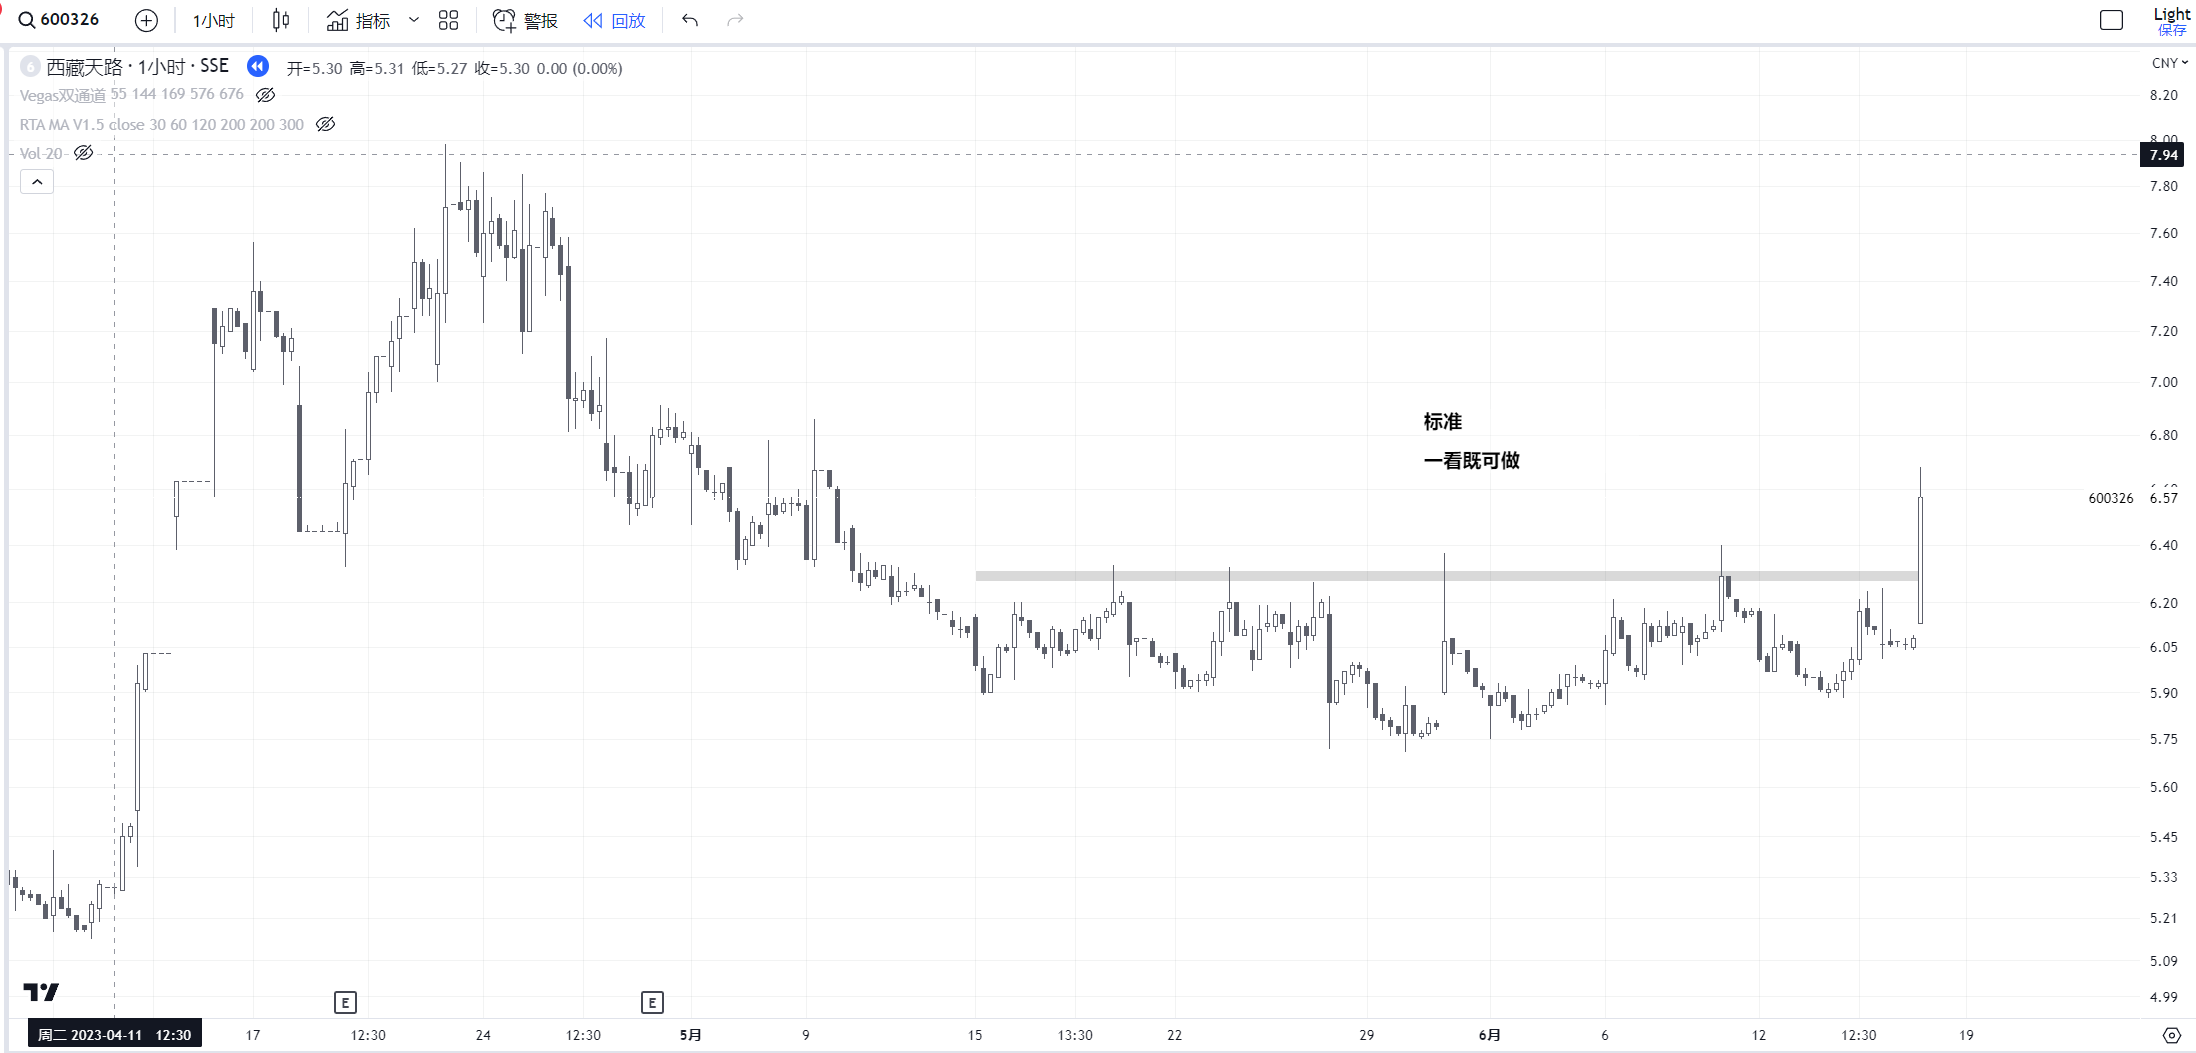 600326 1小时 指标 警报 回放 Light
保存
6 西藏天路 · 1小时 · SSE 开=5.30 高=5.31 低=5.27 收=5.30 0.00 (0.00%) CNY
Vegas双通道 55 144 169 576 676
RTA MA V1.5 close 30 60 120 200 200 300
Vol 20
8.20
8.00
7.94
7.80
7.60
7.40
7.20
7.00
标准
6.80
一看既可做
600326 6.57
6.40
6.20
6.05
5.90
5.75
5.60
5.45
5.33
5.21
5.09
4.99
E E
周二 2023-04-11 12:30 17 12:30 24 12:30 5月 9 15 13:30 22 29 6月 6 12 12:30 19